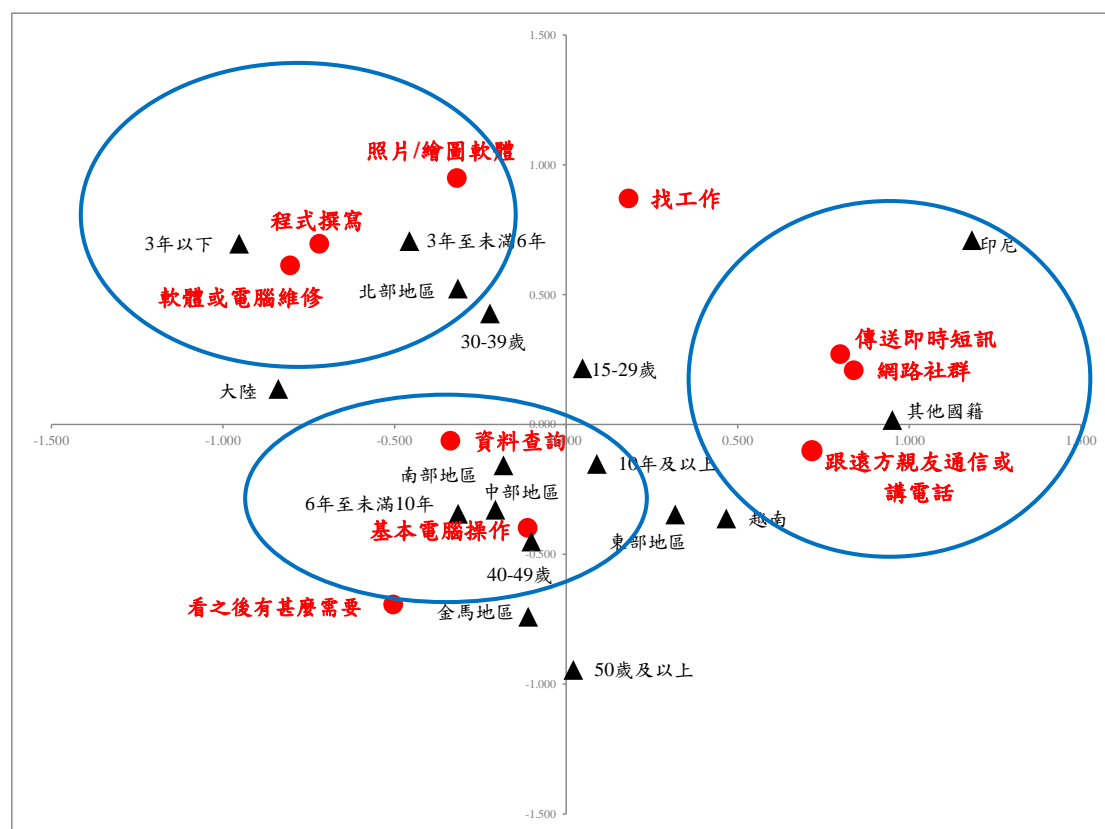 1.500
1.000
照片/繪圖軟體
找工作
程式撰寫
3年以下
3年至未滿6年
印尼
軟體或電腦維修
北部地區
0.500
30-39歲
傳送即時短訊
15-29歲
網路社群
大陸
其他國籍
-1.500
-1.000
-0.500
0.000
0.500
1.000
1.500
資料查詢
南部地區
10年及以上
跟遠方親友通信或
講電話
中部地區
6年至未滿10年
基本電腦操作
越南
東部地區
-0.500
40-49歲
看之後有甚麼需要
金馬地區
50歲及以上
-1.000
-1.500